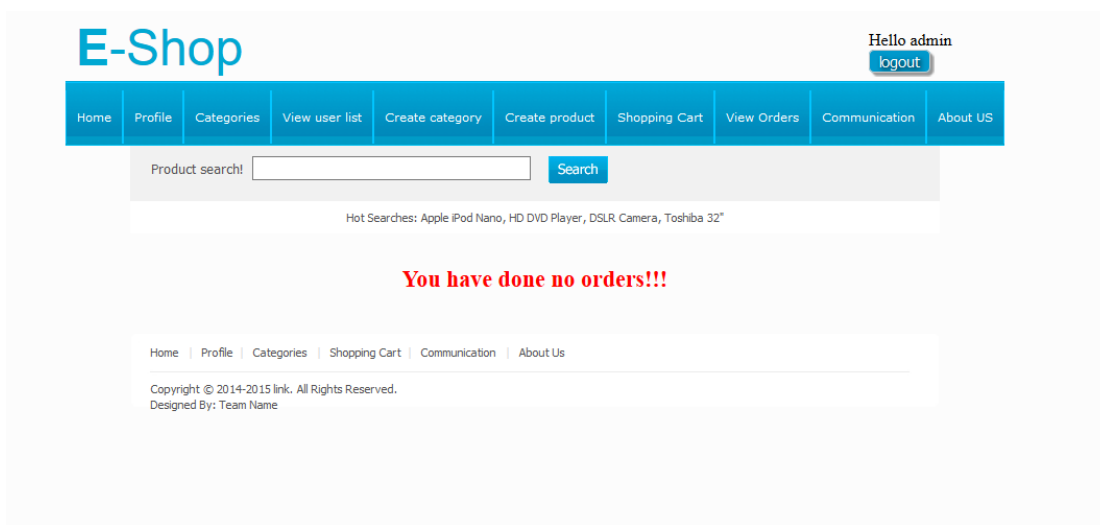 E-Shop
Hello admin
logout
Home Profile Categories View user list Create category Create product Shopping Cart View Orders Communication About US
Product search! Search
Hot Searches: Apple iPod Nano, HD DVD Player, DSLR Camera, Toshiba 32"
You have done no orders!!!
Home | Profile | Categories | Shopping Cart | Communication | About Us
Copyright © 2014-2015 link. All Rights Reserved.
Designed By: Team Name